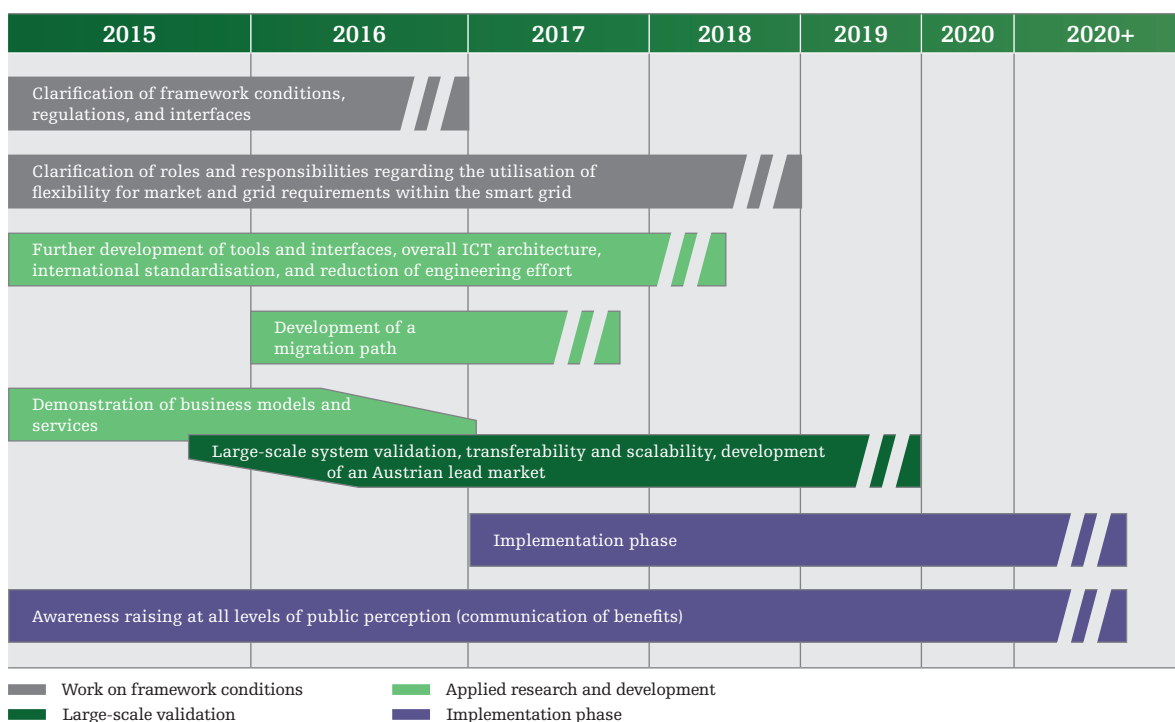 2015 2016 2017 2018 2019 2020 2020+
Clarification of framework conditions,
regulations, and interfaces
Clarification of roles and responsibilities regarding the utilisation of
flexibility for market and grid requirements within the smart grid
Further development of tools and interfaces, overall ICT architecture,
international standardisation, and reduction of engineering effort
Development of a
migration path
Demonstration of business models and
services
Large-scale system validation, transferability and scalability, development
of an Austrian lead market
Implementation phase
Awareness raising at all levels of public perception (communication of benefits)
Work on framework conditions
Large-scale validation
Applied research and development
Implementation phase